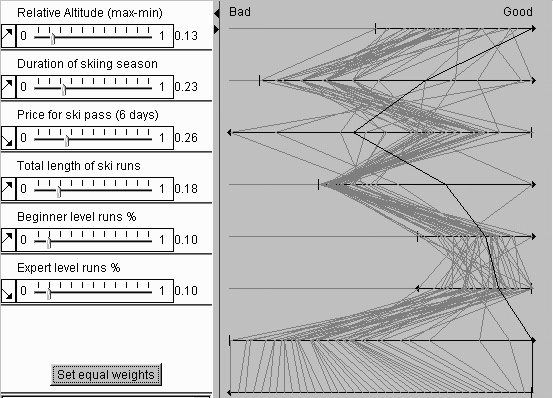 Relative Altitude (max-min)
0 1 0.13
Duration of skiing season
0 1 0.23
Price for ski pass (6 days)
0 1 0.26
Total length of ski runs
0 1 0.18
Beginner level runs %
0 1 0.10
Expert level runs %
0 1 0.10
Set equal weights
Bad Good